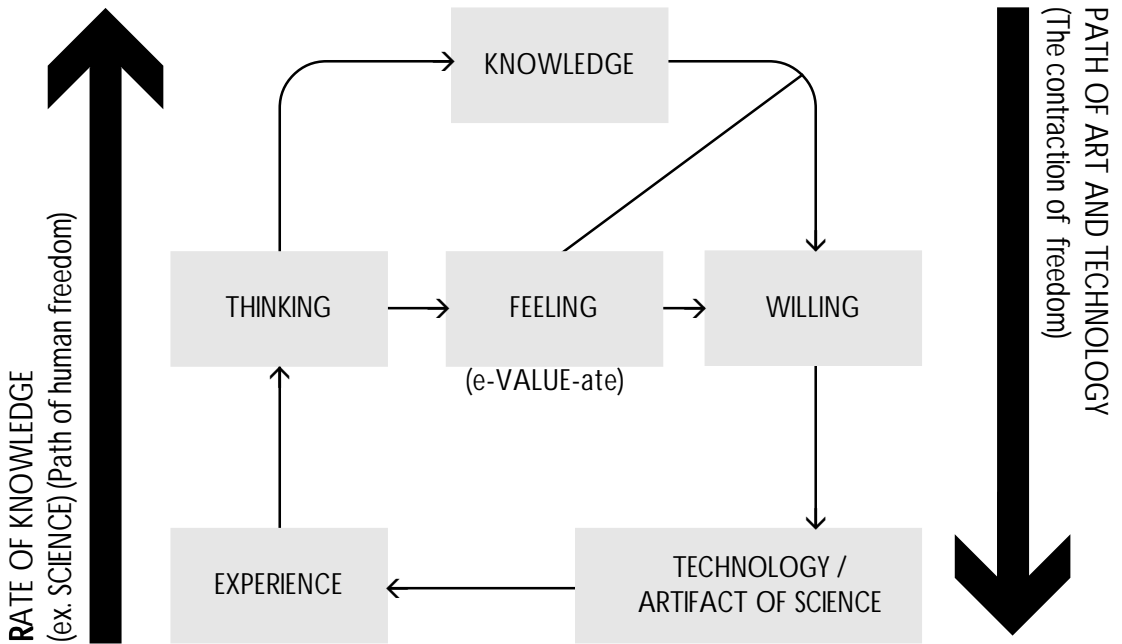 RATE OF KNOWLEDGE
(ex. SCIENCE) (Path of human freedom)
KNOWLEDGE
THINKING
FEELING
(e-VALUE-ate)
WILLING
EXPERIENCE
TECHNOLOGY /
ARTIFACT OF SCIENCE
PATH OF ART AND TECHNOLOGY
(The contraction of freedom)